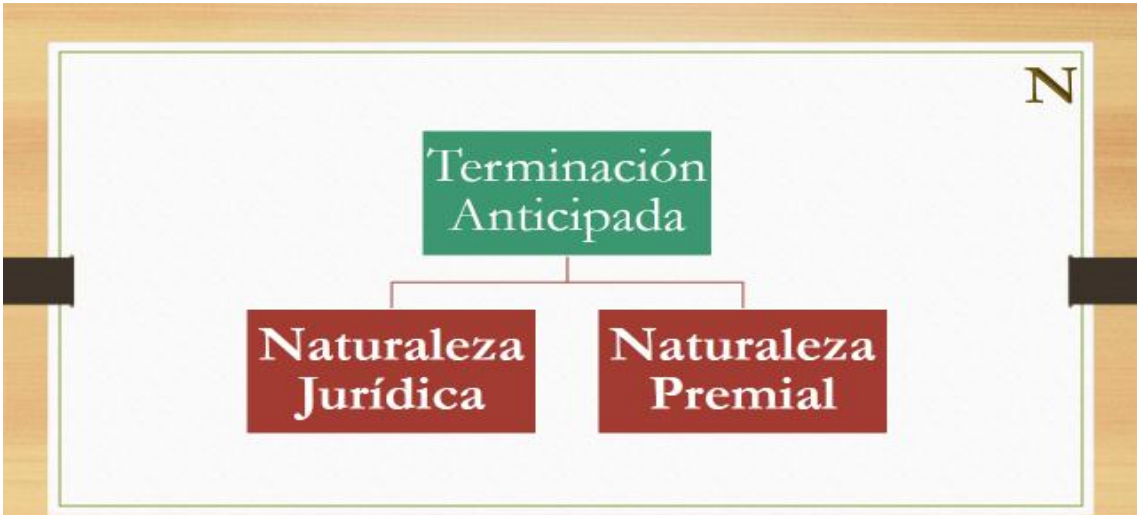 N
Terminación
Anticipada
Naturaleza
Jurídica
Naturaleza
Premial